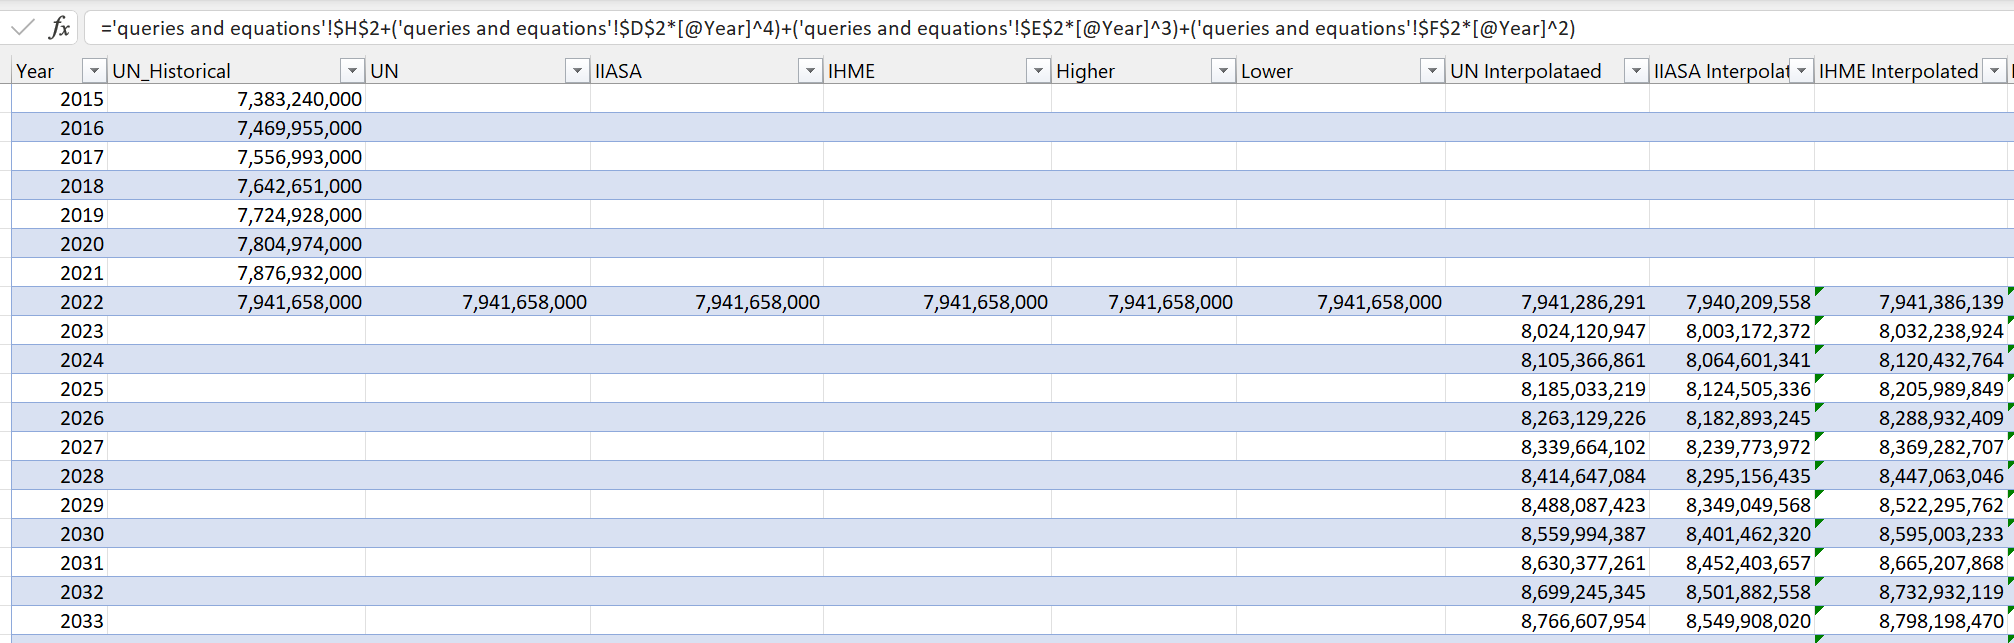 fx ='queries and equations'!$H$2+('queries and equations'!$D$2*[@Year]^4)+('queries and equations'!$E$2*[@Year]^3)+('queries and equations'!$F$2*[@Year]^2)
Year UN_Historical UN IIASA IHME Higher Lower UN Interpolataed IIASA Interpolat IHME Interpolated
2015 7,383,240,000
2016 7,469,955,000
2017 7,556,993,000
2018 7,642,651,000
2019 7,724,928,000
2020 7,804,974,000
2021 7,876,932,000
2022 7,941,658,000 7,941,658,000 7,941,658,000 7,941,658,000 7,941,658,000 7,941,658,000 7,941,286,291 7,940,209,558 7,941,386,139
2023 8,024,120,947 8,003,172,372 8,032,238,924
2024 8,105,366,861 8,064,601,341 8,120,432,764
2025 8,185,033,219 8,124,505,336 8,205,989,849
2026 8,263,129,226 8,182,893,245 8,288,932,409
2027 8,339,664,102 8,239,773,972 8,369,282,707
2028 8,414,647,084 8,295,156,435 8,447,063,046
2029 8,488,087,423 8,349,049,568 8,522,295,762
2030 8,559,994,387 8,401,462,320 8,595,003,233
2031 8,630,377,261 8,452,403,657 8,665,207,868
2032 8,699,245,345 8,501,882,558 8,732,932,119
2033 8,766,607,954 8,549,908,020 8,798,198,470